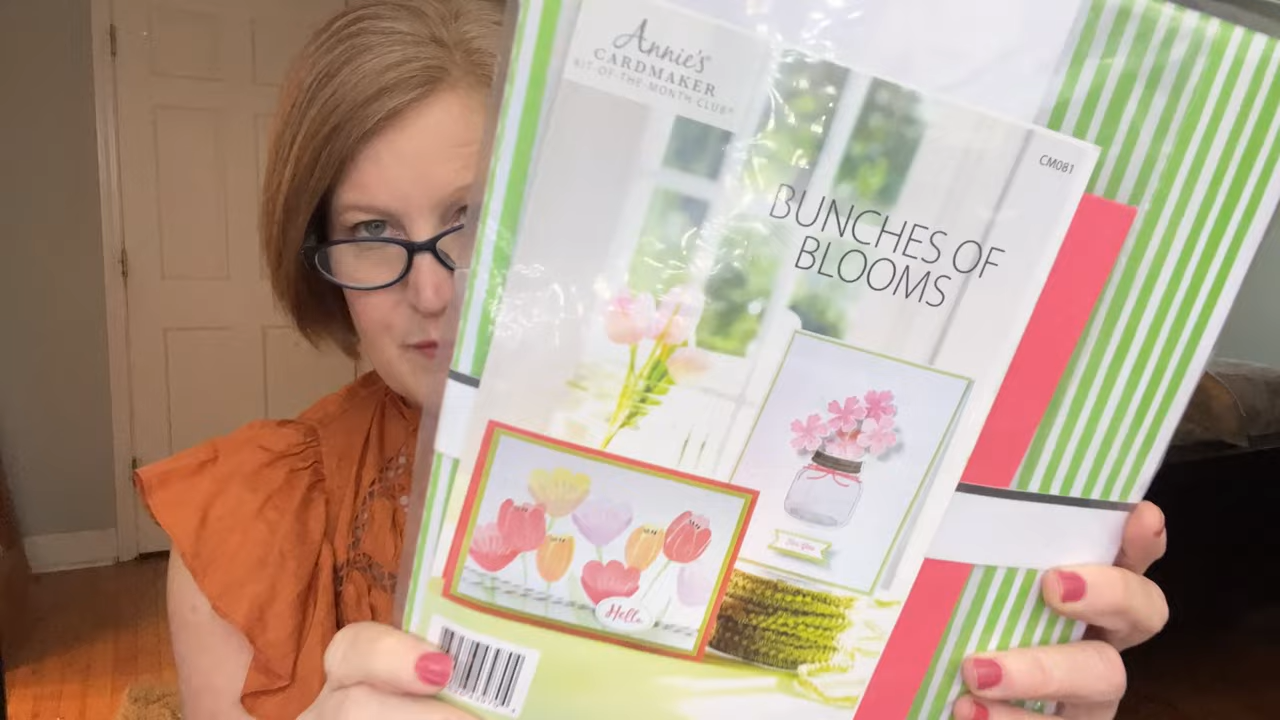 Annie's®
CARDMAKER
KIT-OF-THE-MONTH CLUB®
CM081
BUNCHES OF
BLOOMS
Hello